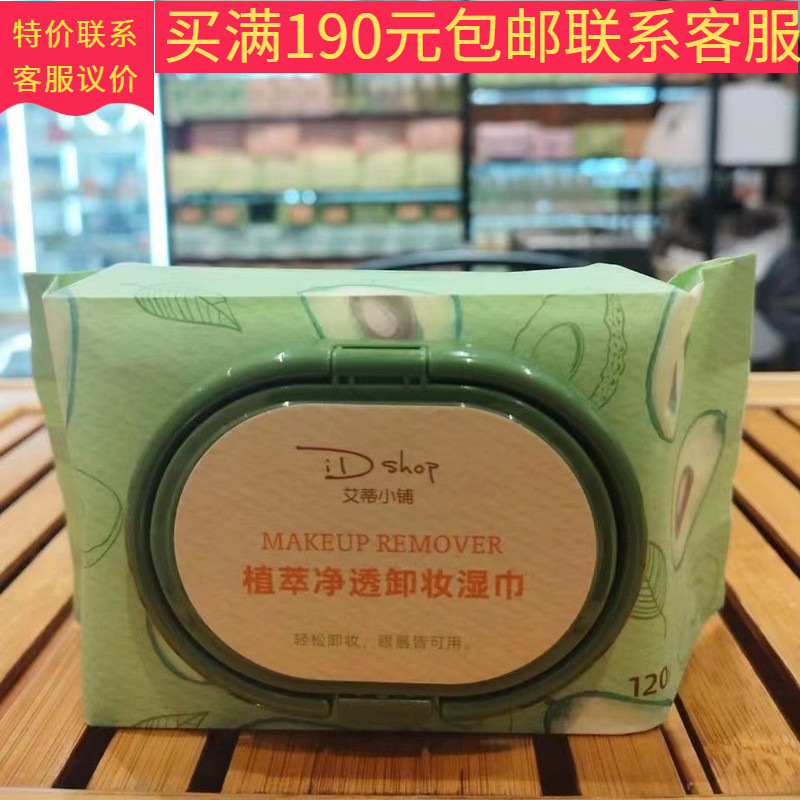 特价联系
客服议价
买满190元包邮联系客服
iD shop
艾蒂小铺
MAKEUP REMOVER
植萃净透卸妆湿巾
轻松卸妆，眼唇皆可用。
120